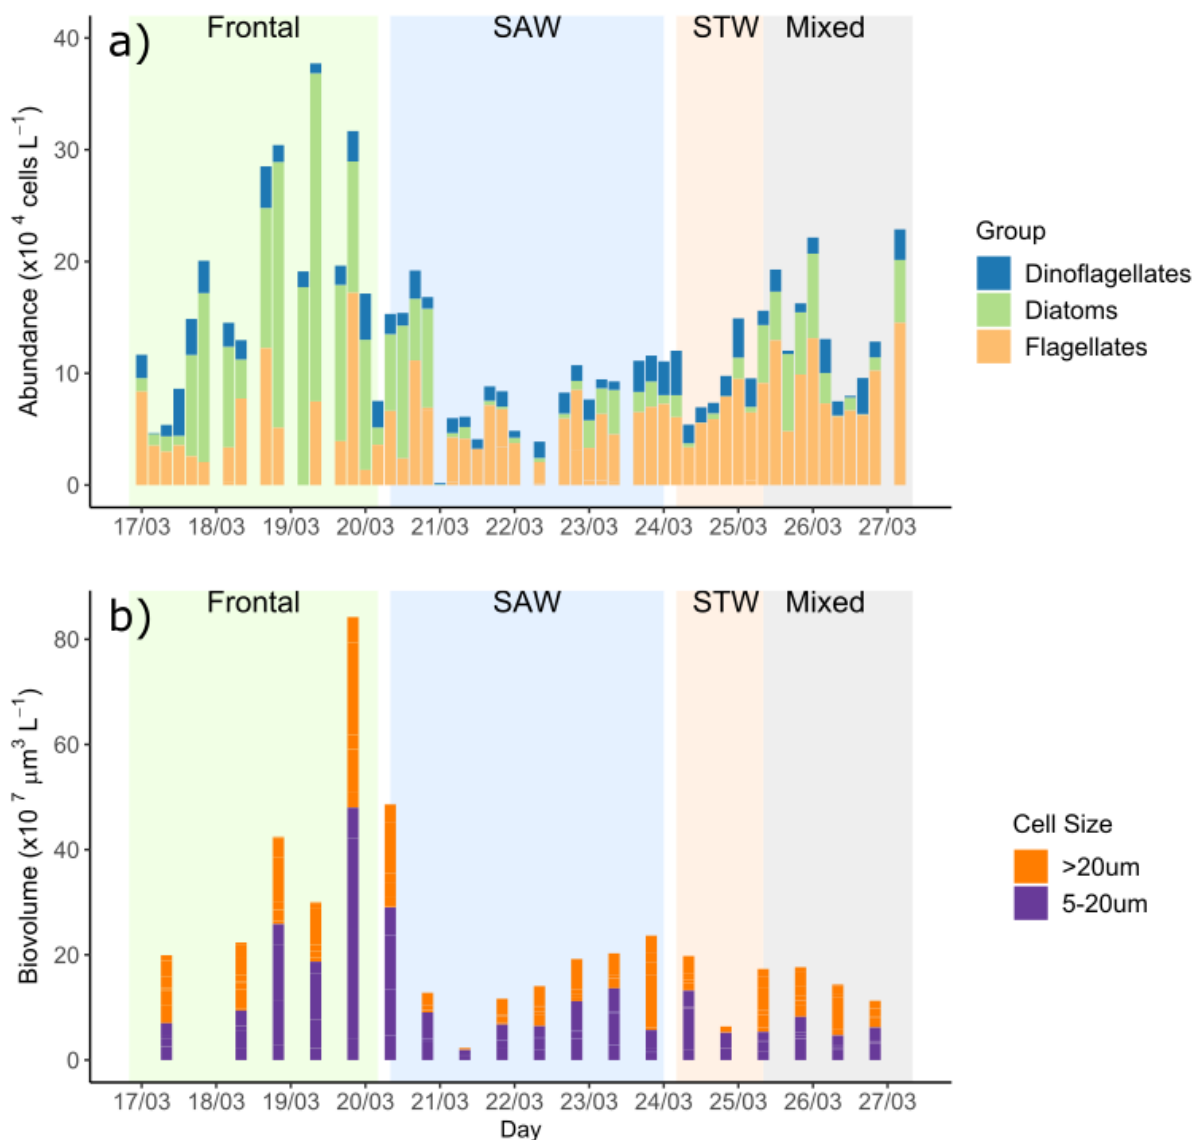 a)
Frontal SAW STW Mixed
Abundance (x10 ⁴ cells L⁻¹)
40
30
20
10
0
17/03 18/03 19/03 20/03 21/03 22/03 23/03 24/03 25/03 26/03 27/03
Group
Dinoflagellates
Diatoms
Flagellates
b)
Frontal SAW STW Mixed
Biovolume (x10 ⁷ μm³ L⁻¹)
80
60
40
20
0
17/03 18/03 19/03 20/03 21/03 22/03 23/03 24/03 25/03 26/03 27/03
Day
Cell Size
>20um
5-20um